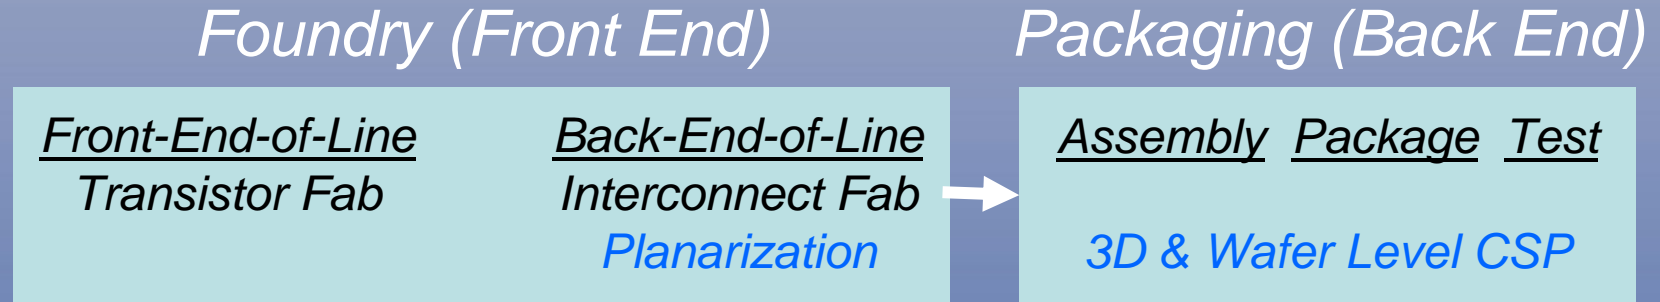 Foundry (Front End)
Packaging (Back End)
Front-End-of-Line
Transistor Fab
Back-End-of-Line
Interconnect Fab
Planarization
Assembly Package Test
3D & Wafer Level CSP